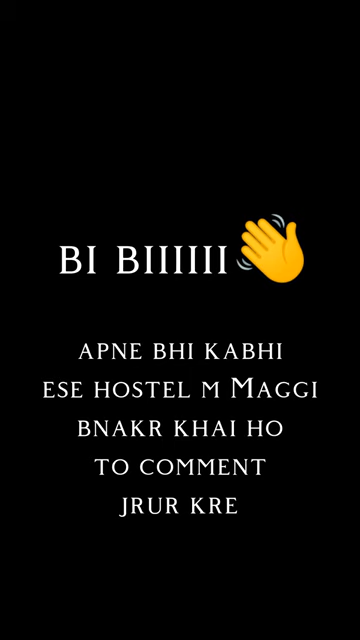 BI BIIIIII👋
APNE BHI KABHI
ESE HOSTEL M MAGGI
BNAKR KHAI HO
TO COMMENT
JRUR KRE